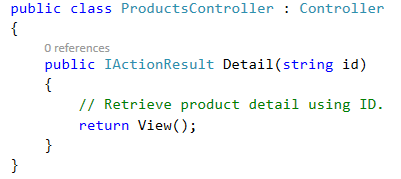 public class ProductsController : Controller
{
0 references
public IActionResult Detail(string id)
{
// Retrieve product detail using ID.
return View();
}
}